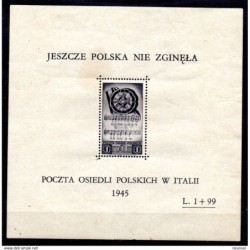 JESZCZE POLSKA NIE ZGINĘŁA
POCZTA OSIEDLI POLSKICH W ITALII
1945
L. 1 + 99